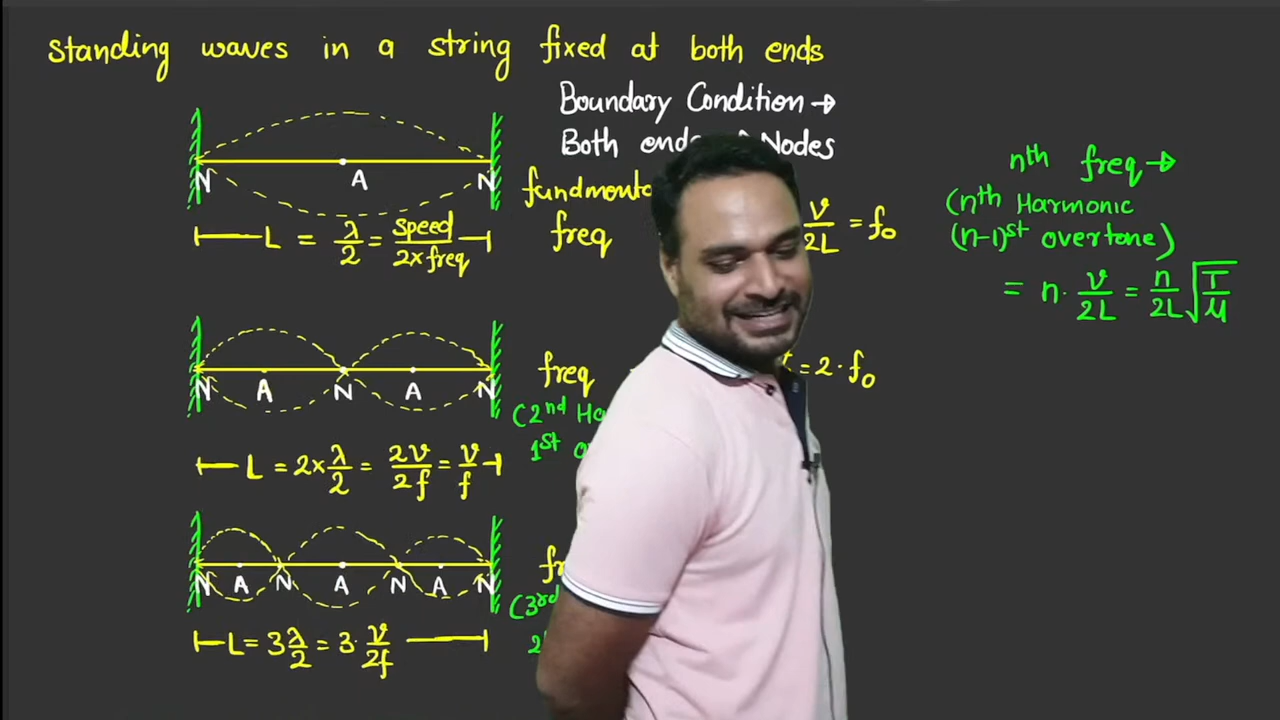 standing waves in a string fixed at both ends
Boundary Condition →
Both ends Nodes
N A N
fundmenta
freq
v/2L = f₀
L = λ/2 = speed/2×freq
nth freq →
(nth Harmonic
(n-1)st overtone)
= n · v/2L = n/2L √(T/μ)
N A N A N
freq
= 2 · f₀
(2nd Ha
1st
L = 2×λ/2 = 2v/2f = v/f
N A N A N A N
(3rd
L = 3λ/2 = 3 · v/2f